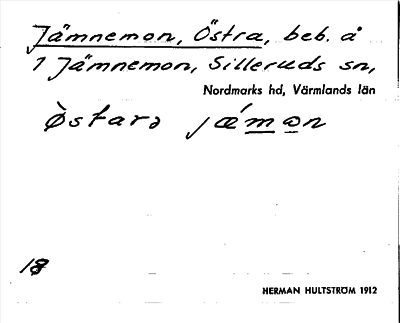 Jämnemon, Östra, beb. å
1 Jämnemon, Silleruds sn,
Nordmarks hd, Värmlands län
Østarə jǽmon
18
HERMAN HULTSTRÖM 1912